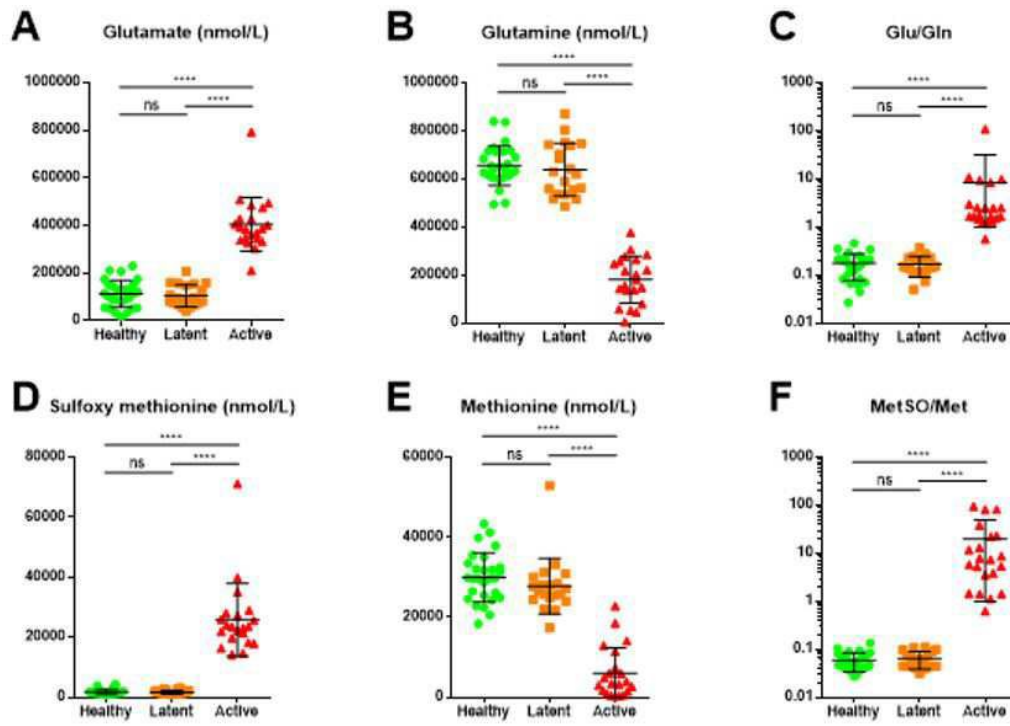 A
Glutamate (nmol/L)
****
ns
****
1000000
800000
600000
400000
200000
0
Healthy Latent Active
B
Glutamine (nmol/L)
****
ns
****
1000000
800000
600000
400000
200000
0
Healthy Latent Active
C
Glu/Gln
****
ns
****
1000
100
10
1
0.1
0.01
Healthy Latent Active
D
Sulfoxy methionine (nmol/L)
****
ns
****
80000
60000
40000
20000
0
Healthy Latent Active
E
Methionine (nmol/L)
****
ns
****
60000
40000
20000
0
Healthy Latent Active
F
MetSO/Met
****
ns
****
1000
100
10
1
0.1
0.01
Healthy Latent Active